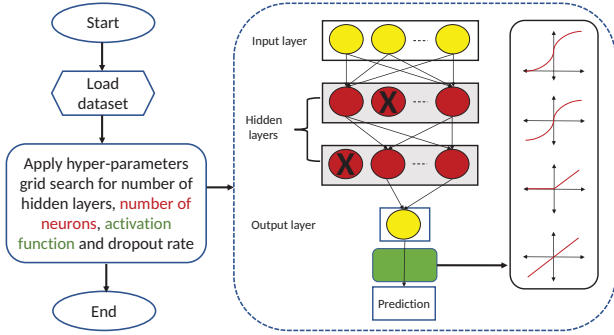 Start
Load
dataset
Apply hyper-parameters
grid search for number of
hidden layers, number of
neurons, activation
function and dropout rate
End
Input layer
Hidden
layers
X
X
Output layer
Prediction